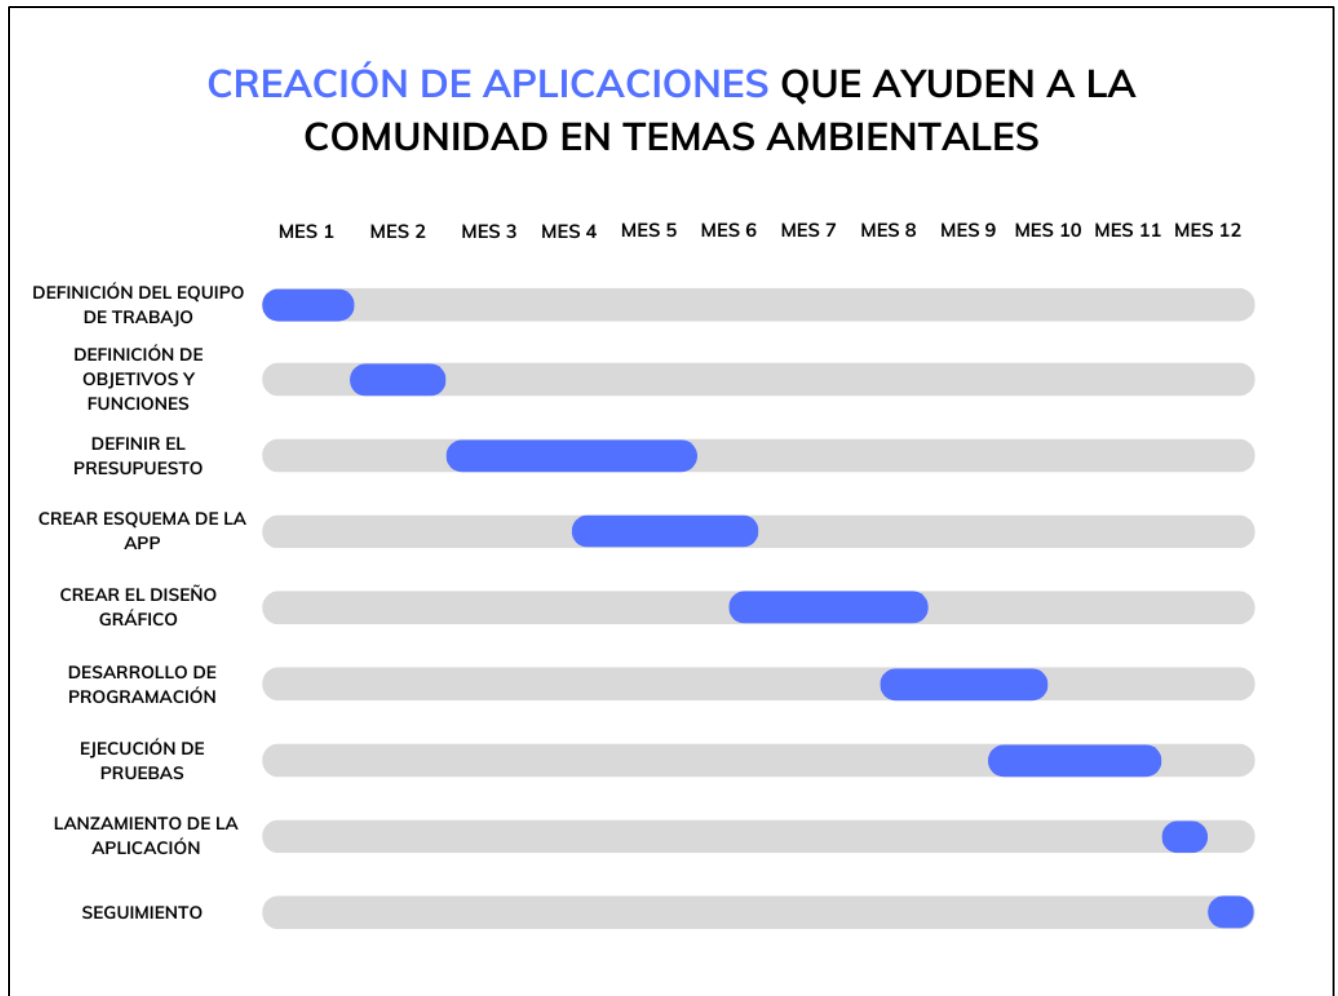 CREACIÓN DE APLICACIONES QUE AYUDEN A LA
COMUNIDAD EN TEMAS AMBIENTALES
MES 1 MES 2 MES 3 MES 4 MES 5 MES 6 MES 7 MES 8 MES 9 MES 10 MES 11 MES 12
DEFINICIÓN DEL EQUIPO
DE TRABAJO
DEFINICIÓN DE
OBJETIVOS Y
FUNCIONES
DEFINIR EL
PRESUPUESTO
CREAR ESQUEMA DE LA
APP
CREAR EL DISEÑO
GRÁFICO
DESARROLLO DE
PROGRAMACIÓN
EJECUCIÓN DE
PRUEBAS
LANZAMIENTO DE LA
APLICACIÓN
SEGUIMIENTO